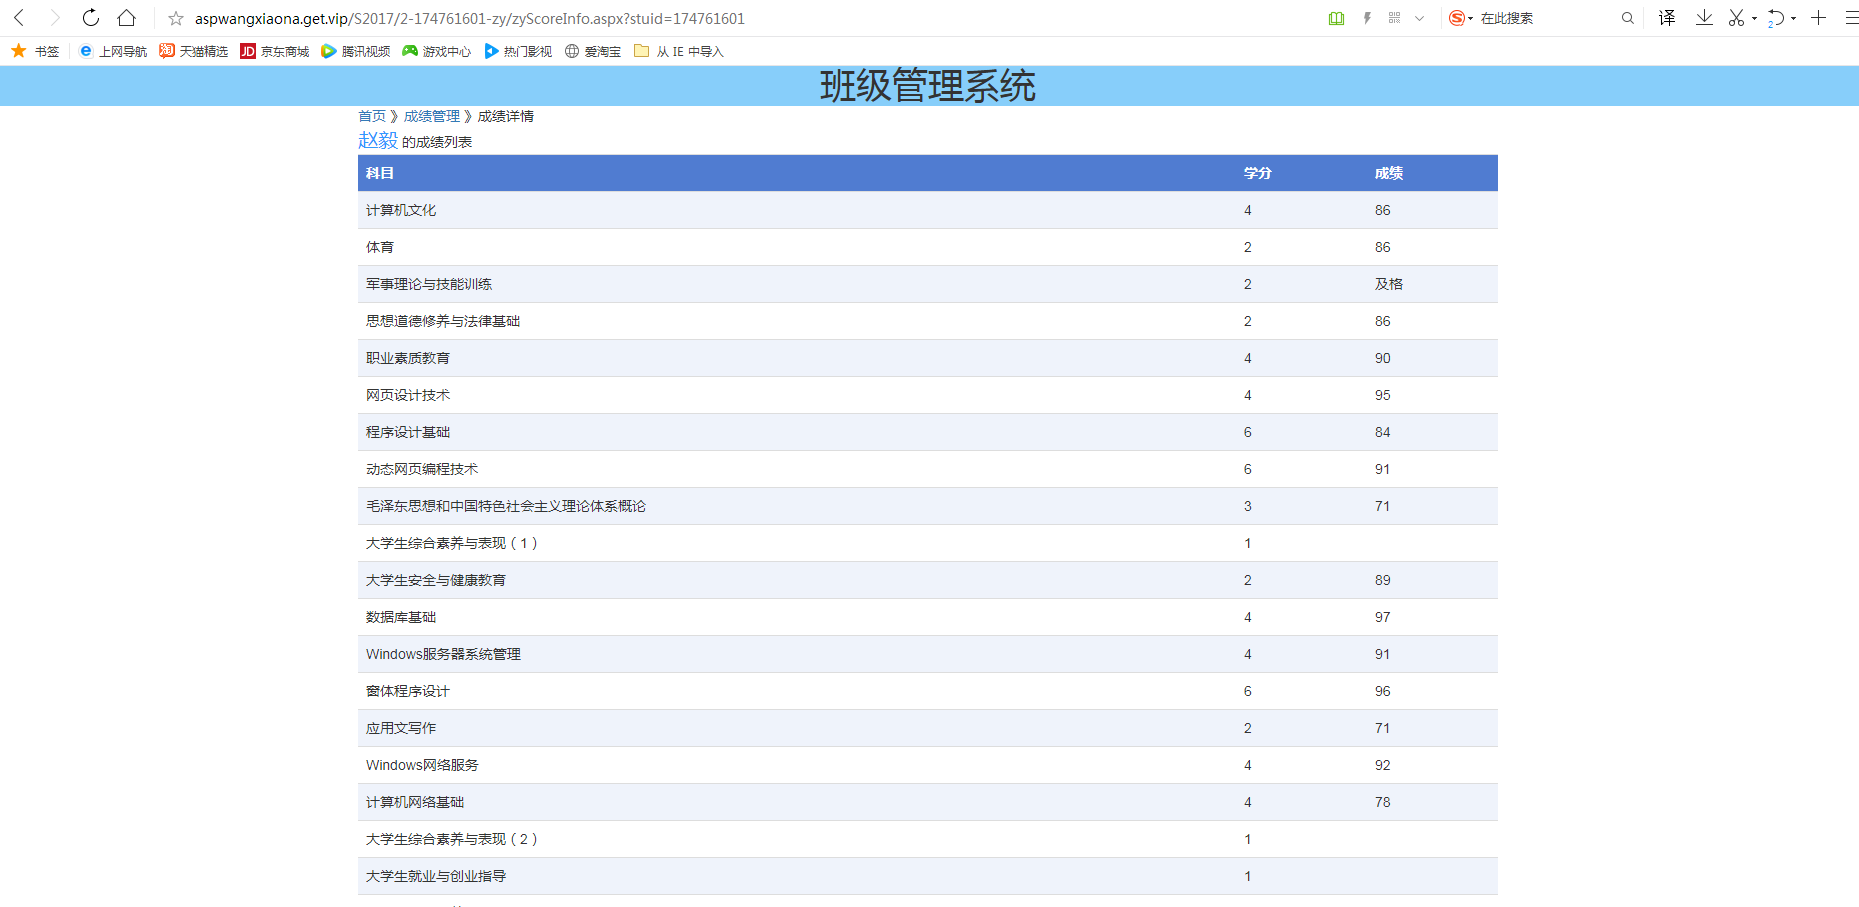 aspwangxiaona.get.vip/S2017/2-174761601-zy/zyScoreInfo.aspx?stuid=174761601 在此搜索 译
书签 上网导航 淘 天猫精选 JD 京东商城 腾讯视频 游戏中心 热门影视 爱淘宝 从 IE 中导入
班级管理系统
首页 》成绩管理 》成绩详情
赵毅 的成绩列表
科目 学分 成绩
计算机文化 4 86
体育 2 86
军事理论与技能训练 2 及格
思想道德修养与法律基础 2 86
职业素质教育 4 90
网页设计技术 4 95
程序设计基础 6 84
动态网页编程技术 6 91
毛泽东思想和中国特色社会主义理论体系概论 3 71
大学生综合素养与表现（1） 1
大学生安全与健康教育 2 89
数据库基础 4 97
Windows服务器系统管理 4 91
窗体程序设计 6 96
应用文写作 2 71
Windows网络服务 4 92
计算机网络基础 4 78
大学生综合素养与表现（2） 1
大学生就业与创业指导 1